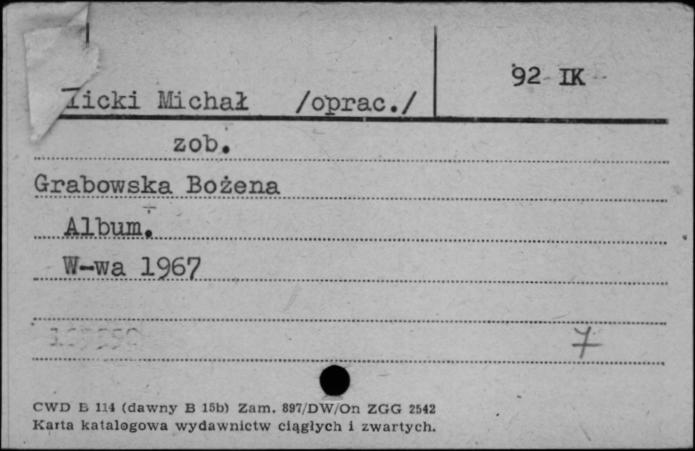 92 IK
Michał /oprac./
zob.
Grabowska Bożena
Album.
W-wa 1967
7
CWD B 114 (dawny B 15b) Zam. 897/DW/On ZGG 2542
Karta katalogowa wydawnictw ciągłych i zwartych.